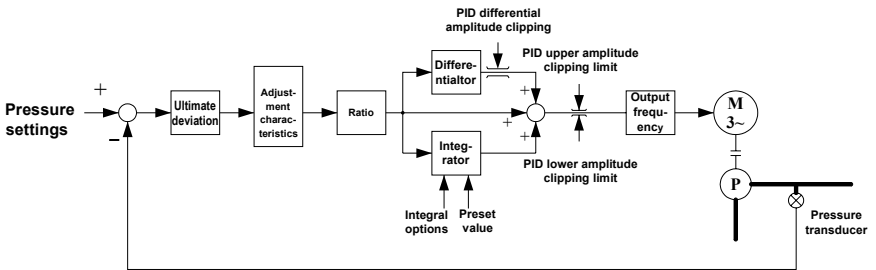 PID differential
amplitude clipping
PID upper amplitude
clipping limit
Pressure
settings
+
−
Ultimate
deviation
Adjust-
ment
charac-
teristics
Ratio
Differe-
ntialtor
Integ-
rator
+
+
+
Output
frequ-
ency
M
3~
P
PID lower amplitude
clipping limit
Integral
options
Preset
value
Pressure
transducer